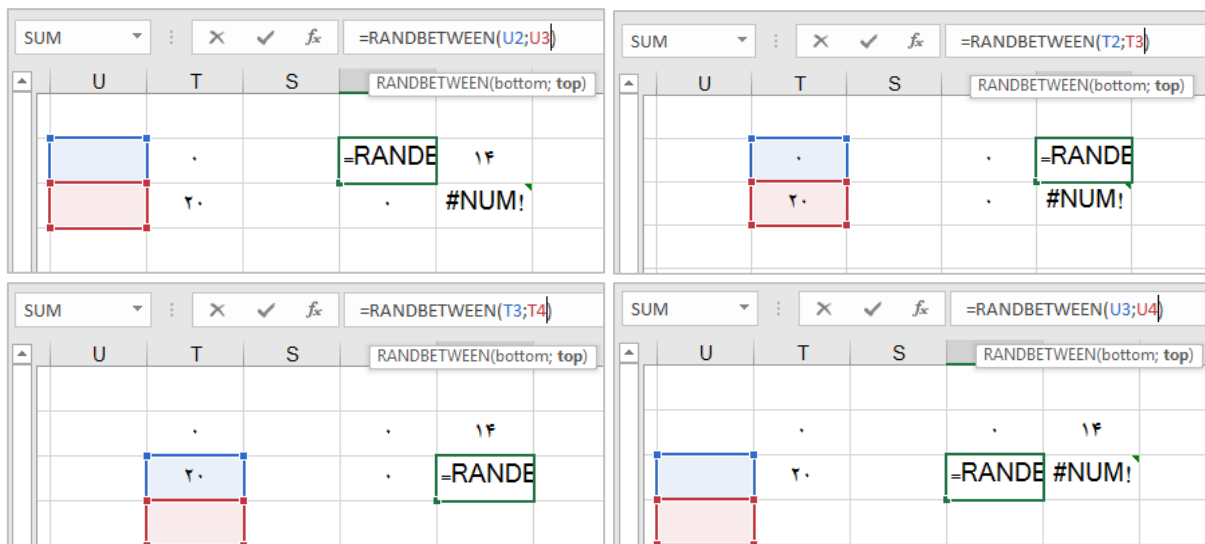 SUM =RANDBETWEEN(U2;U3)
RANDBETWEEN(bottom; top)
U T S
۰ =RANDE ۱۴
۲۰ ۰ #NUM!
SUM =RANDBETWEEN(T2;T3)
RANDBETWEEN(bottom; top)
U T S
۰ ۰ =RANDE
۲۰ ۰ #NUM!
SUM fx =RANDBETWEEN(T3;T4)
RANDBETWEEN(bottom; top)
U T S
۰ ۰ ۱۴
۲۰ ۰ =RANDE
SUM fx =RANDBETWEEN(U3;U4)
RANDBETWEEN(bottom; top)
U T S
۰ ۰ ۱۴
۲۰ =RANDE #NUM!